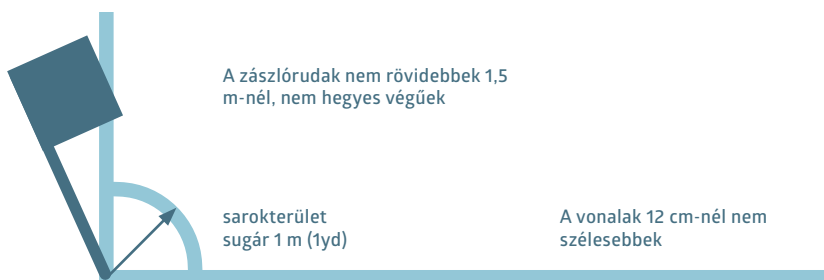 A zászlórudak nem rövidebbek 1,5
m-nél, nem hegyes végűek
sarokterület
sugár 1 m (1yd)
A vonalak 12 cm-nél nem
szélesebbek